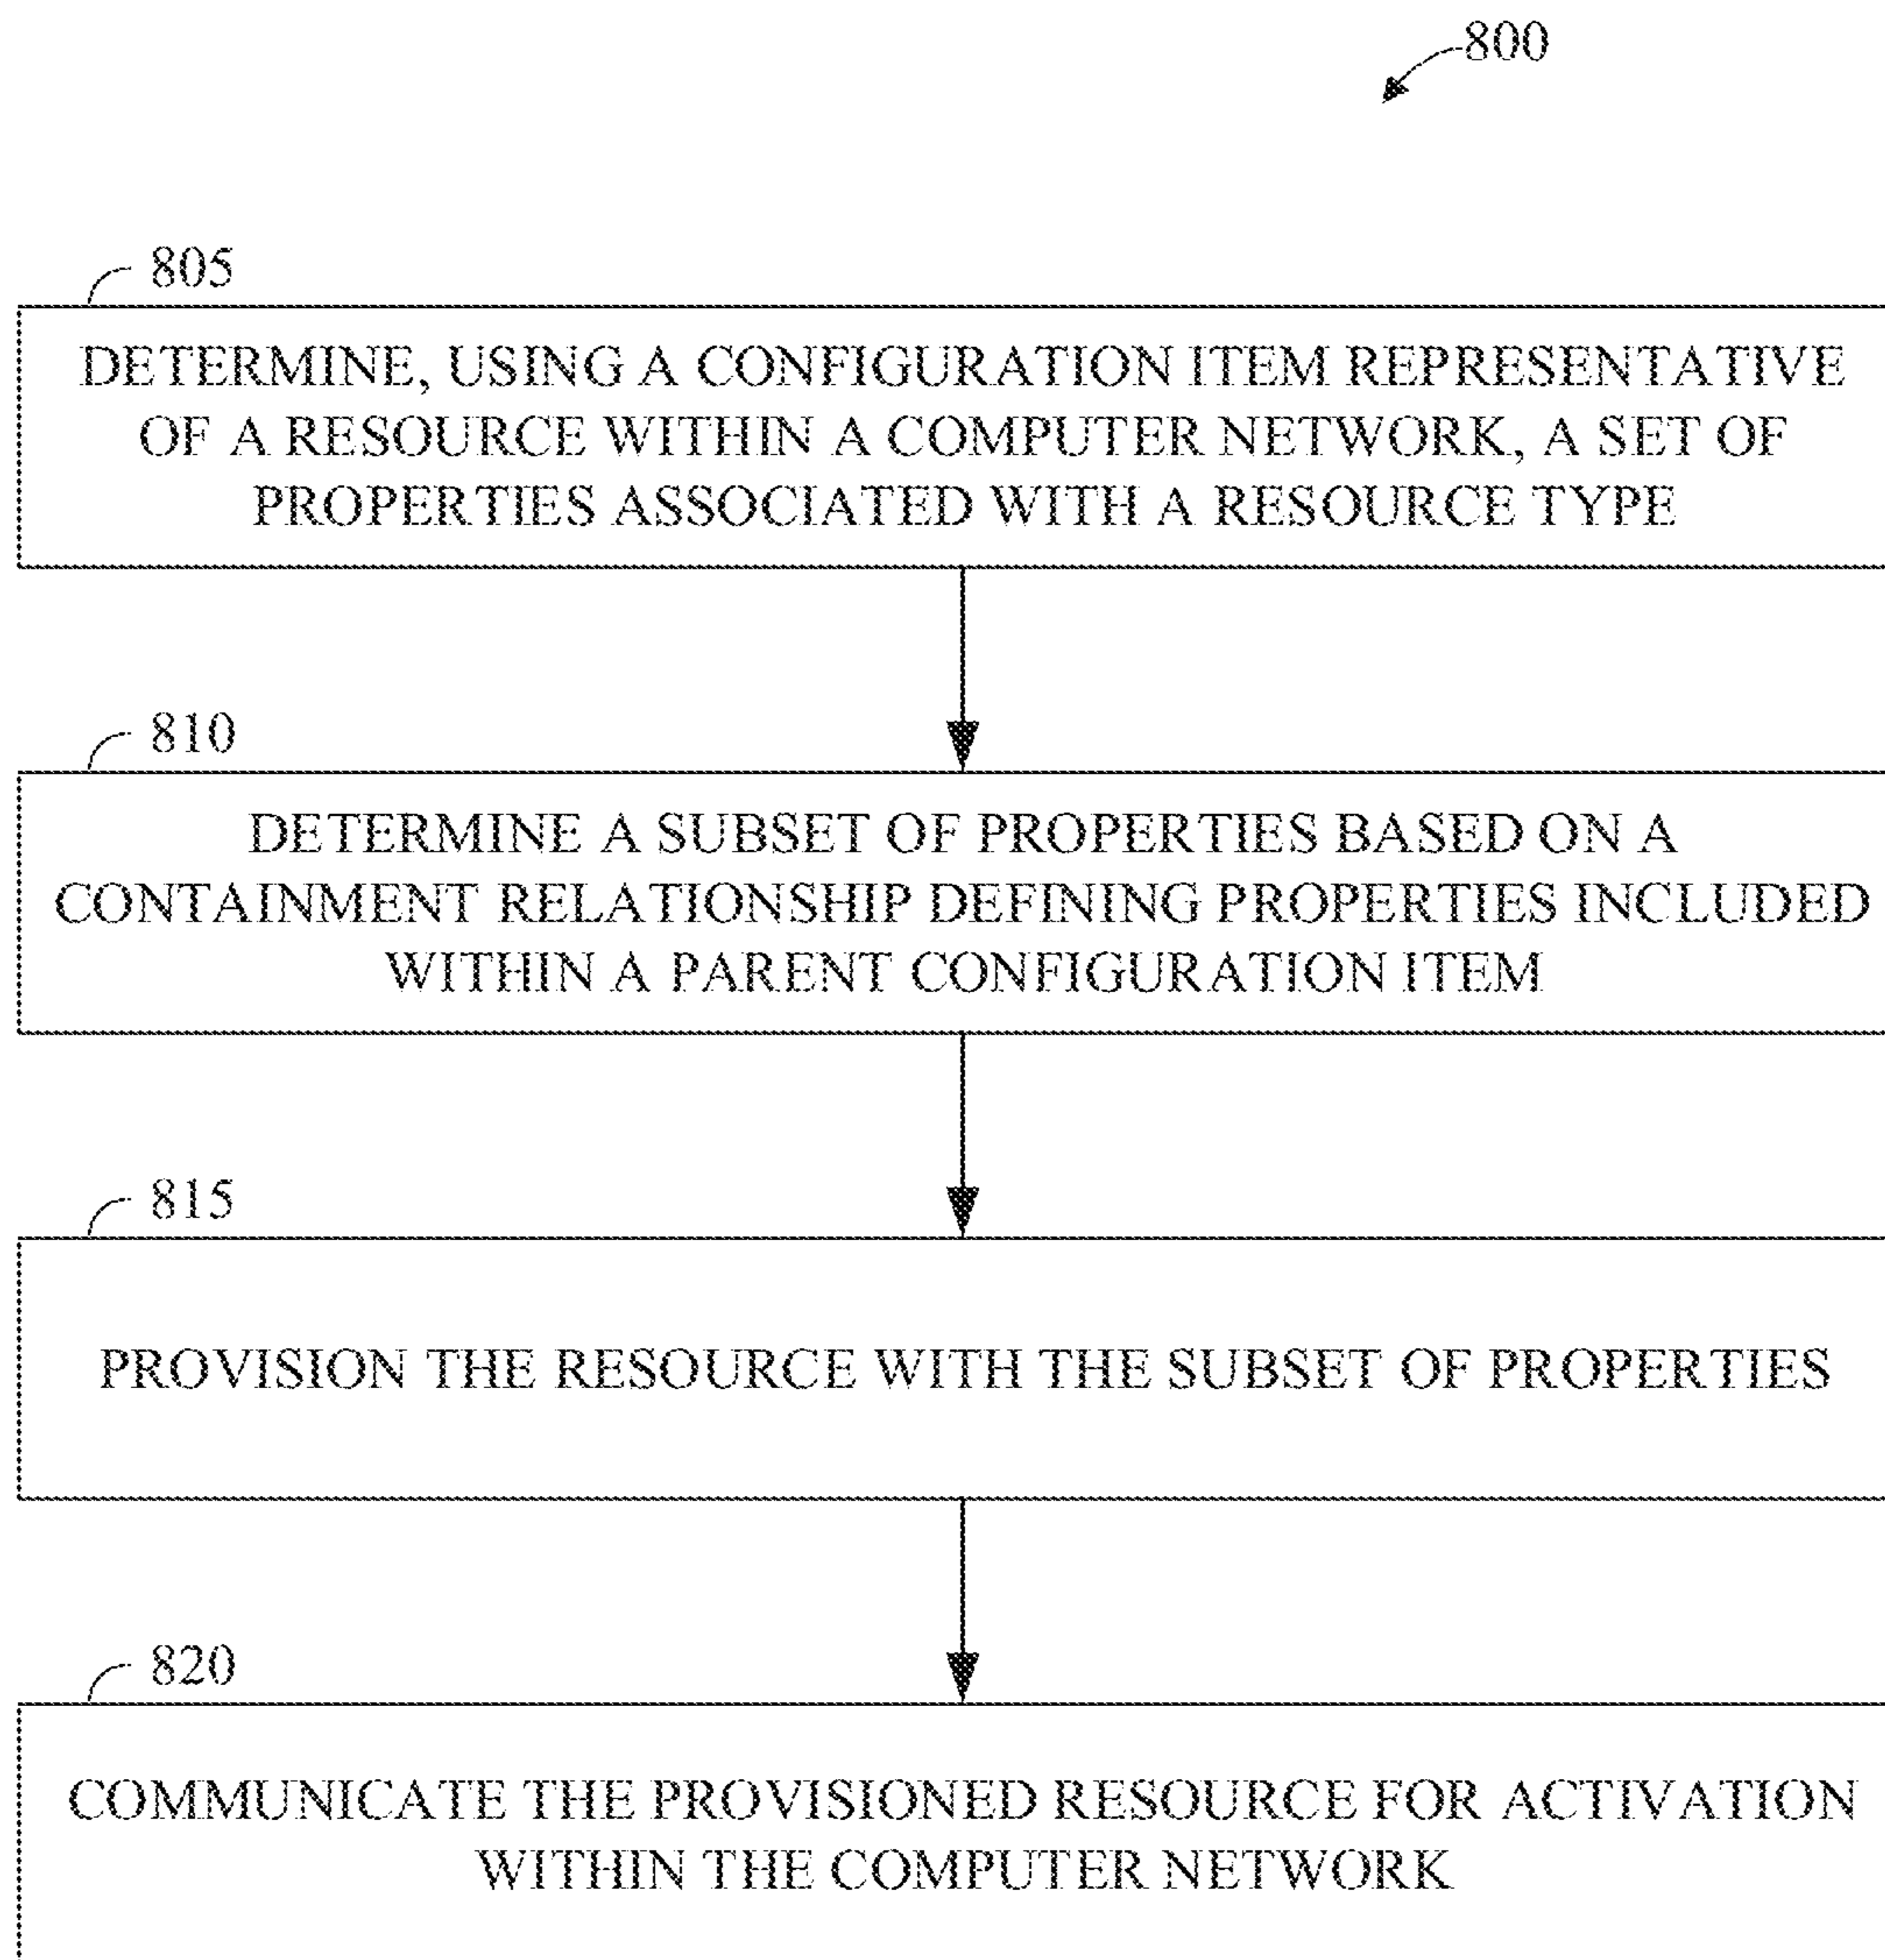 800
805
DETERMINE, USING A CONFIGURATION ITEM REPRESENTATIVE
OF A RESOURCE WITHIN A COMPUTER NETWORK, A SET OF
PROPERTIES ASSOCIATED WITH A RESOURCE TYPE
810
DETERMINE A SUBSET OF PROPERTIES BASED ON A
CONTAINMENT RELATIONSHIP DEFINING PROPERTIES INCLUDED
WITHIN A PARENT CONFIGURATION ITEM
815
PROVISION THE RESOURCE WITH THE SUBSET OF PROPERTIES
820
COMMUNICATE THE PROVISIONED RESOURCE FOR ACTIVATION
WITHIN THE COMPUTER NETWORK